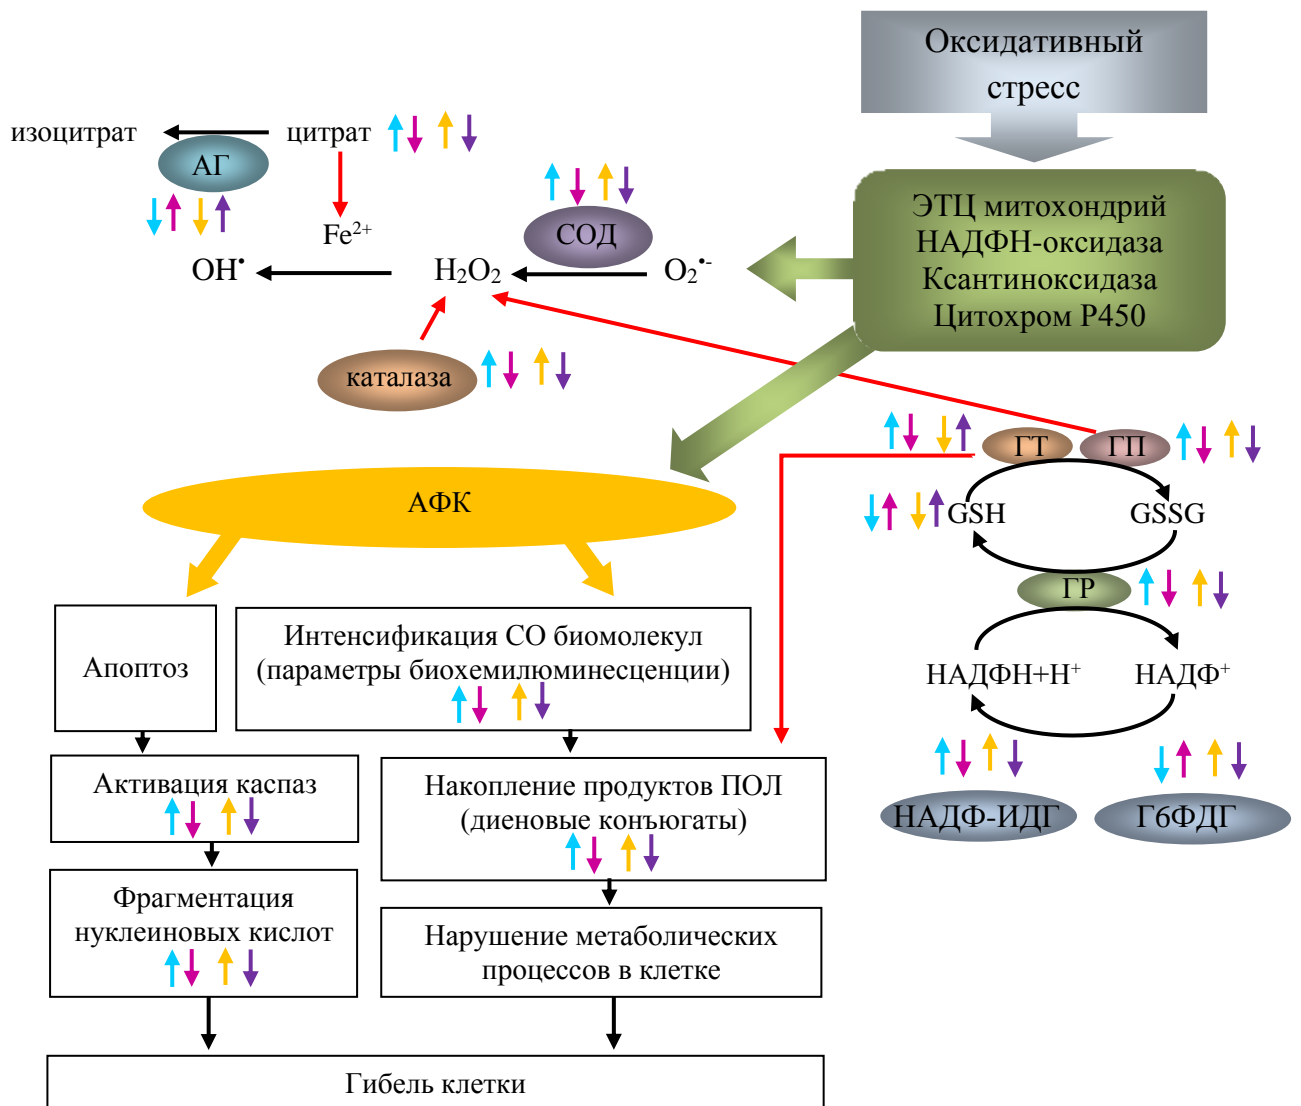 Оксидативный
стресс
изоцитрат
цитрат
АГ
СОД
ЭТЦ митохондрий
НАДФН-оксидаза
Ксантиноксидаза
Цитохром Р450
Fe²⁺
OH•
H₂O₂
O₂•-
каталаза
ГТ
ГП
АФК
GSH
GSSG
ГР
Апоптоз
Интенсификация СО биомолекул
(параметры биохемилюминесценции)
НАДФН+Н⁺
НАДФ⁺
Активация каспаз
Накопление продуктов ПОЛ
(диеновые конъюгаты)
НАДФ-ИДГ
Г6ФДГ
Фрагментация
нуклеиновых кислот
Нарушение метаболических
процессов в клетке
Гибель клетки